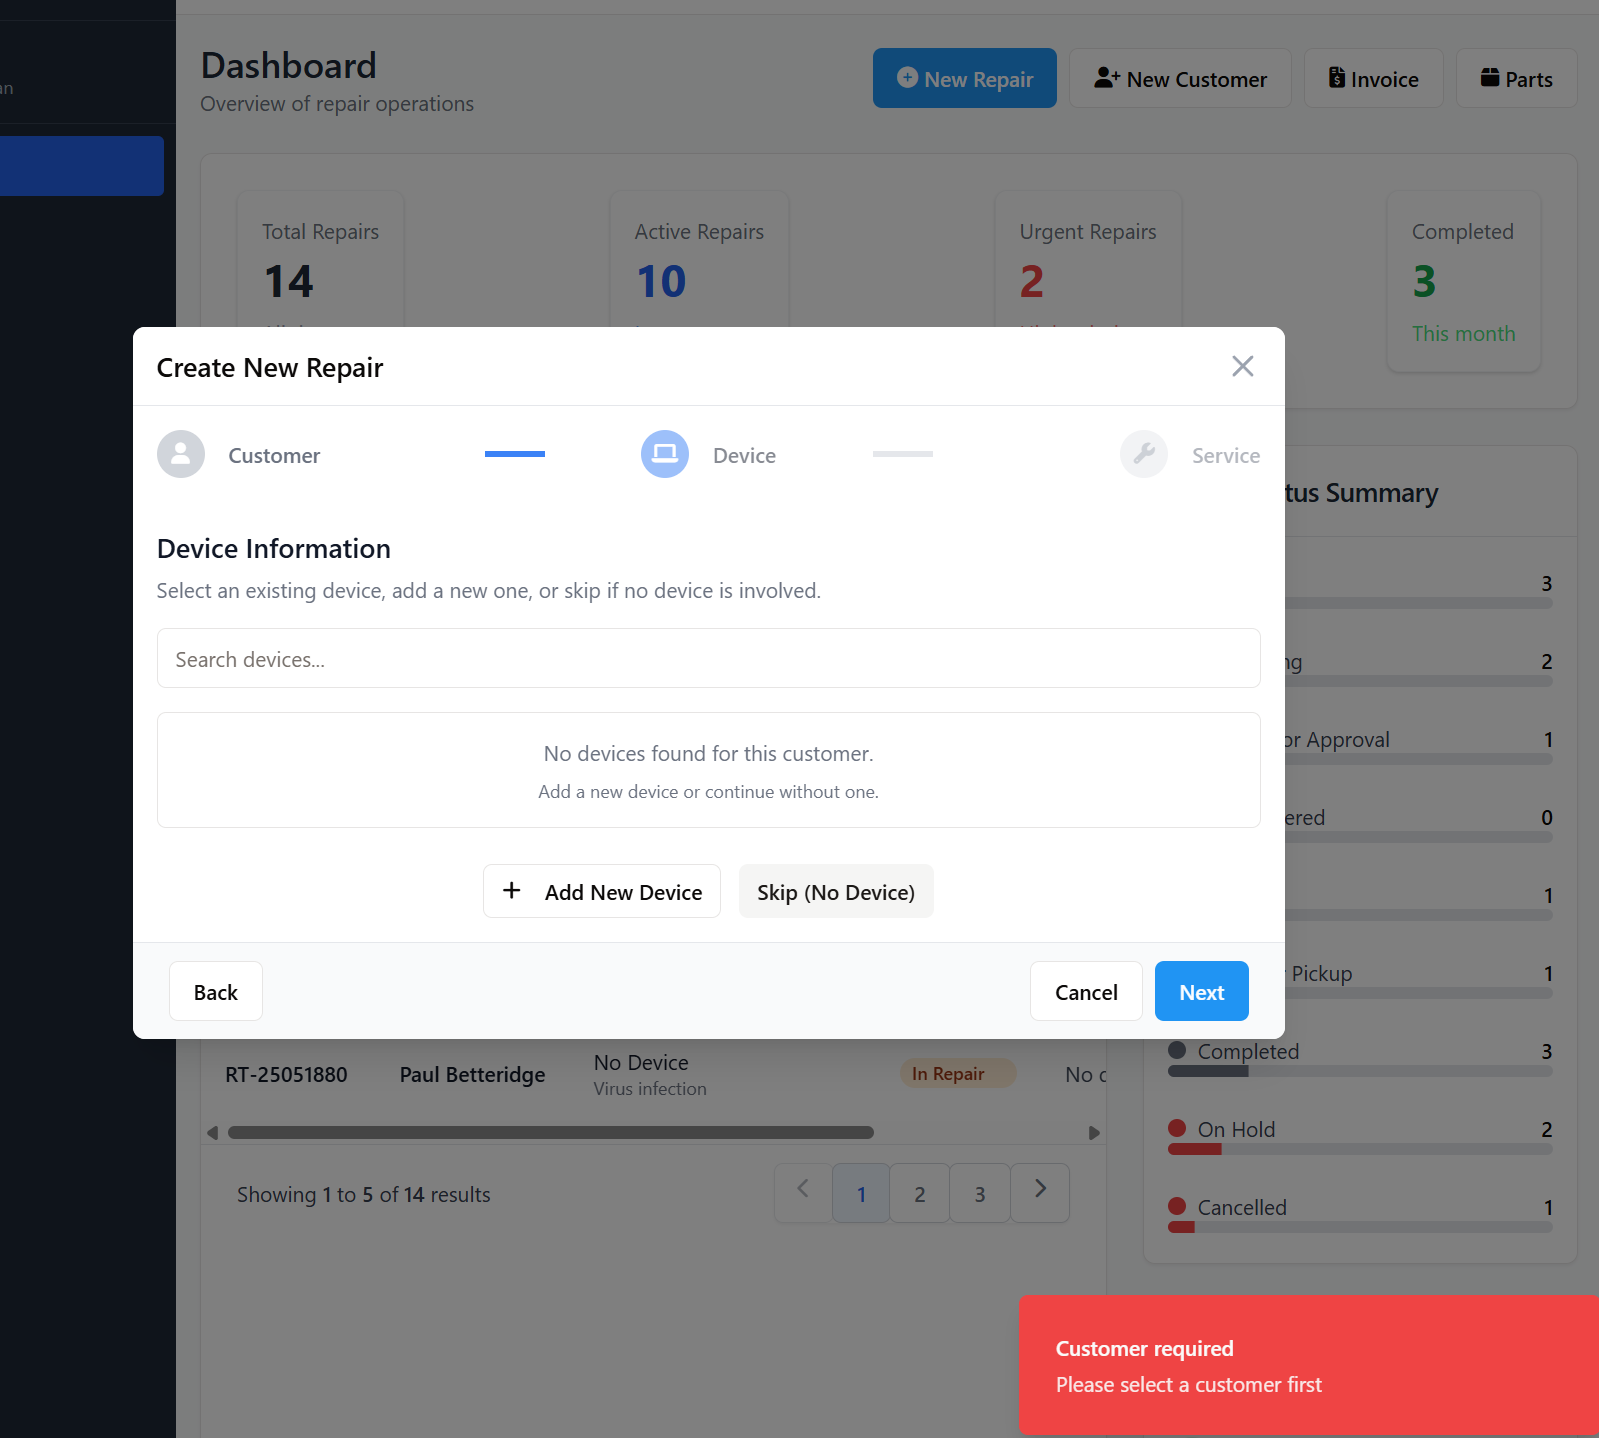 an
Dashboard
Overview of repair operations
New Repair
New Customer
Invoice
Parts
Total Repairs
14
Active Repairs
10
Urgent Repairs
2
Completed
3
This month
Create New Repair
Customer
Device
Service
Device Information
Select an existing device, add a new one, or skip if no device is involved.
Search devices...
No devices found for this customer.
Add a new device or continue without one.
+ Add New Device
Skip (No Device)
Back
Cancel
Next
tus Summary
3
ng
2
or Approval
1
ered
0
1
Pickup
1
Completed
3
On Hold
2
Cancelled
1
RT-25051880
Paul Betteridge
No Device
Virus infection
In Repair
No
Showing 1 to 5 of 14 results
1
2
3
Customer required
Please select a customer first